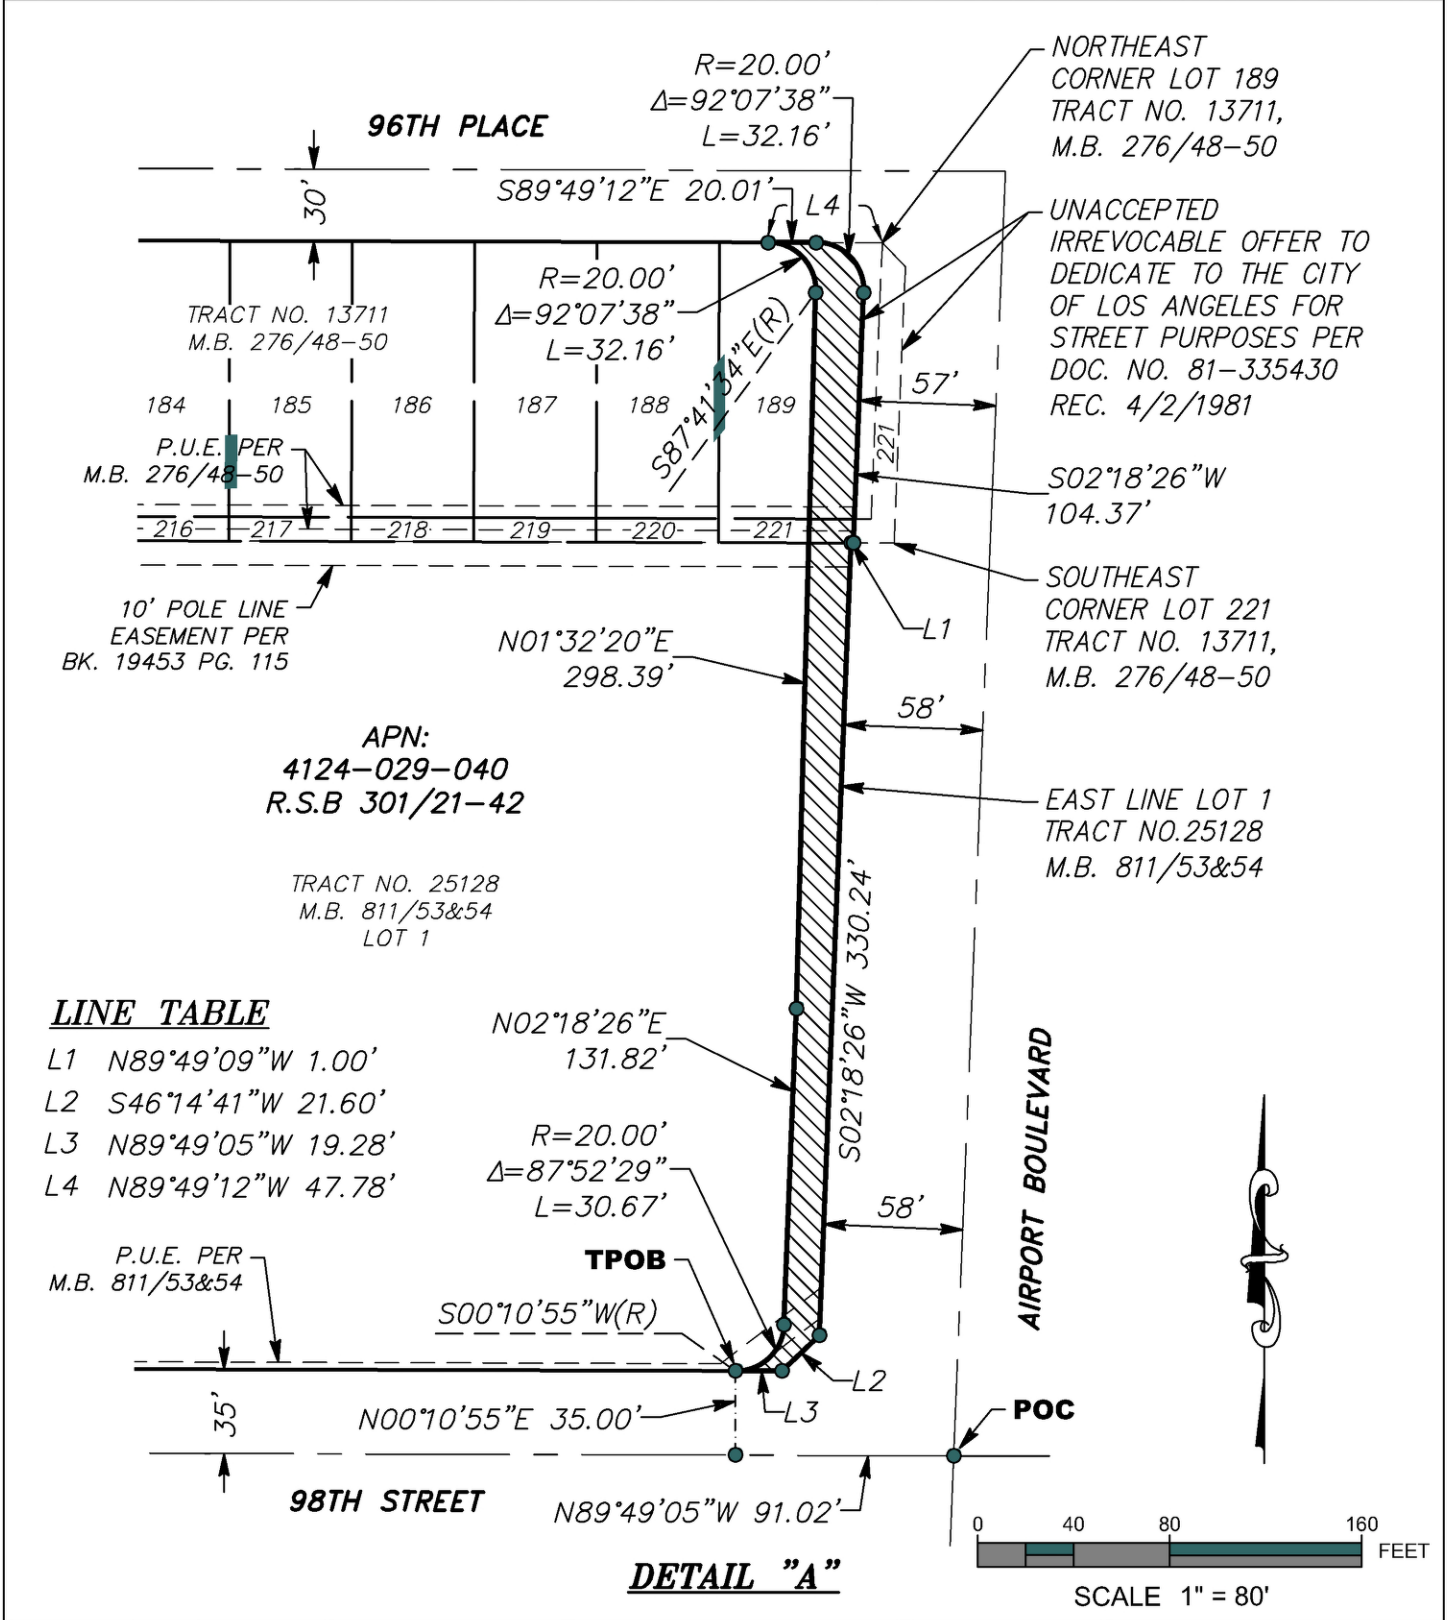 R=20.00'
Δ=92°07'38"
L=32.16'
NORTHEAST
CORNER LOT 189
TRACT NO. 13711,
M.B. 276/48-50
96TH PLACE
30'
S89°49'12"E 20.01'
L4
UNACCEPTED
IRREVOCABLE OFFER TO
DEDICATE TO THE CITY
OF LOS ANGELES FOR
STREET PURPOSES PER
DOC. NO. 81-335430
REC. 4/2/1981
R=20.00'
Δ=92°07'38"
L=32.16'
TRACT NO. 13711
M.B. 276/48-50
S87°41'34"E(R)
184 185 186 187 188 189
57'
221
P.U.E. PER
M.B. 276/48-50
S02°18'26"W
104.37'
216 217 218 219 220 221
10' POLE LINE
EASEMENT PER
BK. 19453 PG. 115
SOUTHEAST
CORNER LOT 221
TRACT NO. 13711,
M.B. 276/48-50
L1
N01°32'20"E
298.39'
58'
APN:
4124-029-040
R.S.B 301/21-42
EAST LINE LOT 1
TRACT NO.25128
M.B. 811/53&54
TRACT NO. 25128
M.B. 811/53&54
LOT 1
S02°18'26"W 330.24'
LINE TABLE
L1 N89°49'09"W 1.00'
L2 S46°14'41"W 21.60'
L3 N89°49'05"W 19.28'
L4 N89°49'12"W 47.78'
N02°18'26"E
131.82'
AIRPORT BOULEVARD
R=20.00'
Δ=87°52'29"
L=30.67'
58'
P.U.E. PER
M.B. 811/53&54
TPOB
S00°10'55"W(R)
L2
L3
35'
N00°10'55"E 35.00'
POC
98TH STREET
N89°49'05"W 91.02'
DETAIL "A"
0 40 80 160
FEET
SCALE 1" = 80'